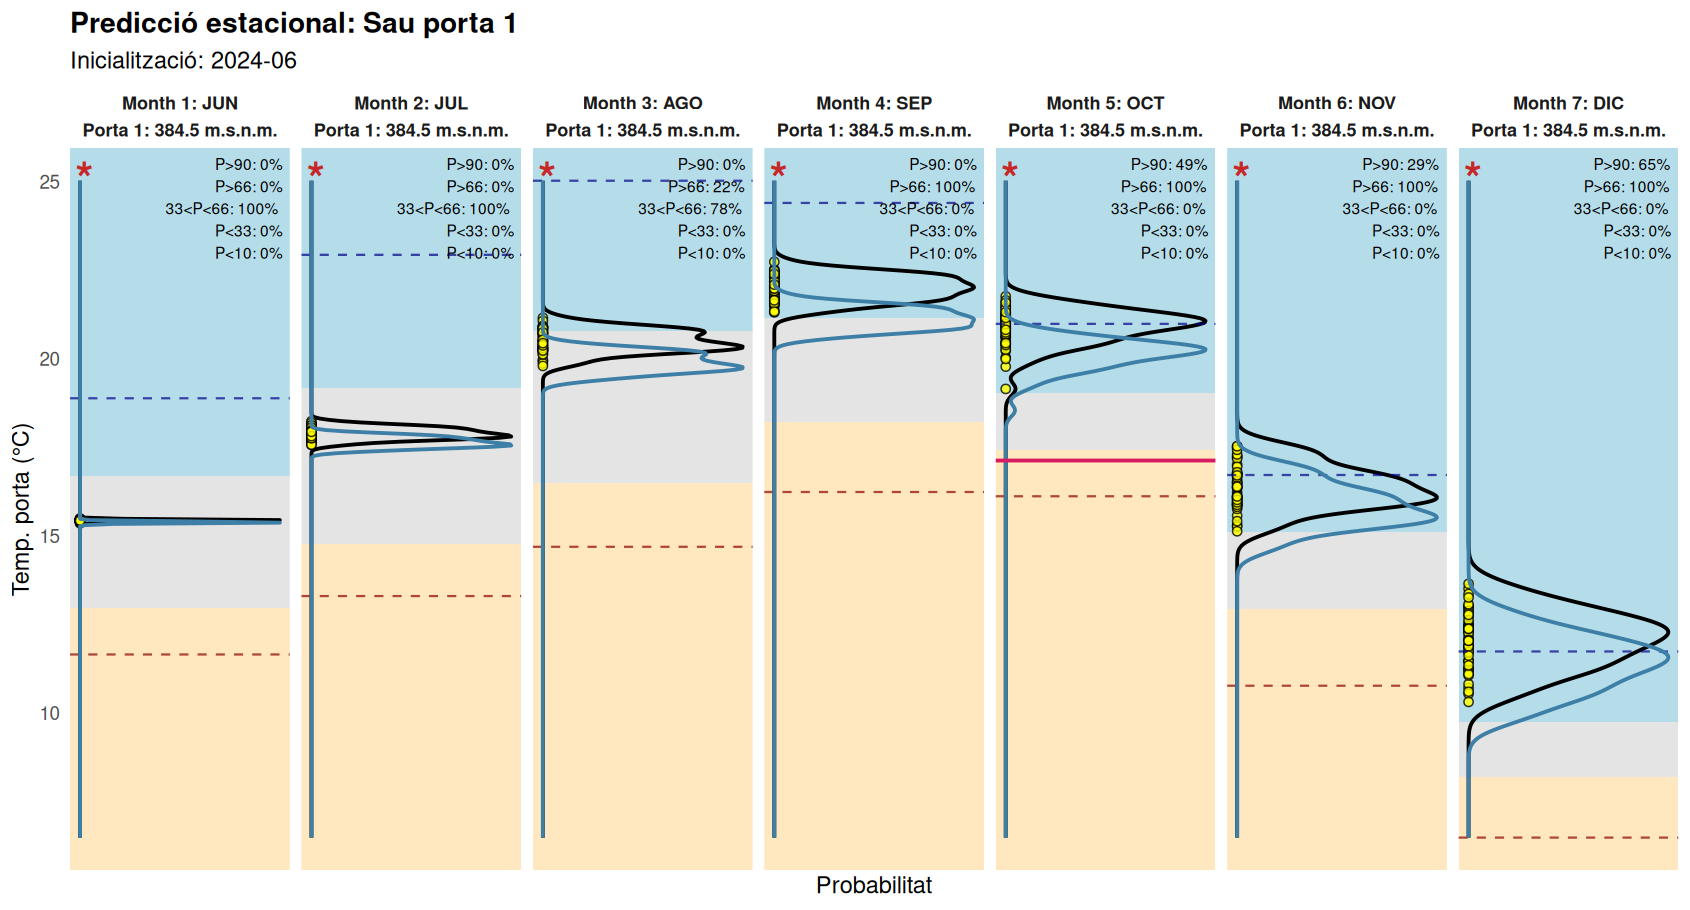 Predicció estacional: Sau porta 1
Inicialització: 2024-06
Month 1: JUN
Porta 1: 384.5 m.s.n.m.
Month 2: JUL
Porta 1: 384.5 m.s.n.m.
Month 3: AGO
Porta 1: 384.5 m.s.n.m.
Month 4: SEP
Porta 1: 384.5 m.s.n.m.
Month 5: OCT
Porta 1: 384.5 m.s.n.m.
Month 6: NOV
Porta 1: 384.5 m.s.n.m.
Month 7: DIC
Porta 1: 384.5 m.s.n.m.
Temp. porta (°C)
25
20
15
10
*
P>90: 0%
P>66: 0%
33<P<66: 100%
P<33: 0%
P<10: 0%
*
P>90: 0%
P>66: 0%
33<P<66: 100%
P<33: 0%
P<10: 0%
*
P>90: 0%
P>66: 22%
33<P<66: 78%
P<33: 0%
P<10: 0%
*
P>90: 0%
P>66: 100%
33<P<66: 0%
P<33: 0%
P<10: 0%
*
P>90: 49%
P>66: 100%
33<P<66: 0%
P<33: 0%
P<10: 0%
*
P>90: 29%
P>66: 100%
33<P<66: 0%
P<33: 0%
P<10: 0%
*
P>90: 65%
P>66: 100%
33<P<66: 0%
P<33: 0%
P<10: 0%
Probabilitat